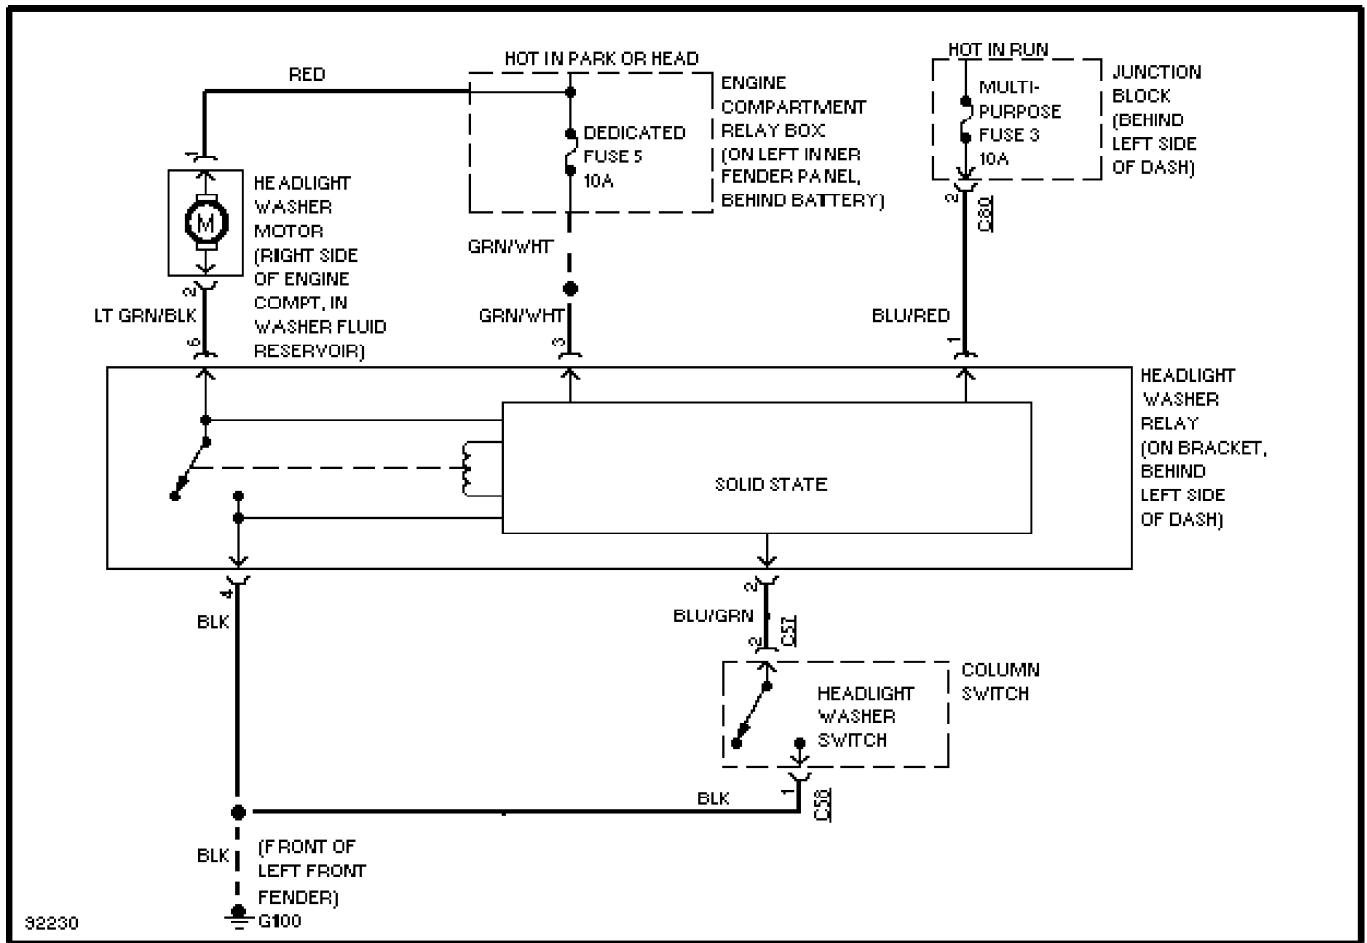 HOT IN PARK OR HEAD
HOT IN RUN
RED
ENGINE
COMPARTMENT
RELAY BOX
(ON LEFT INNER
FENDER PANEL,
BEHIND BATTERY)
DEDICATED
FUSE 5
10A
MULTI-
PURPOSE
FUSE 3
10A
JUNCTION
BLOCK
(BEHIND
LEFT SIDE
OF DASH)
1
M
HEADLIGHT
WASHER
MOTOR
(RIGHT SIDE
OF ENGINE
COMPT, IN
WASHER FLUID
RESERVOIR)
2
C80
GRN/WHT
2
LT GRN/BLK
6
GRN/WHT
3
BLU/RED
1
HEADLIGHT
WASHER
RELAY
(ON BRACKET,
BEHIND
LEFT SIDE
OF DASH)
SOLID STATE
4
BLK
2
BLU/GRN
2
C57
COLUMN
SWITCH
HEADLIGHT
WASHER
SWITCH
BLK
1
C58
BLK
(FRONT OF
LEFT FRONT
FENDER)
G100
92230